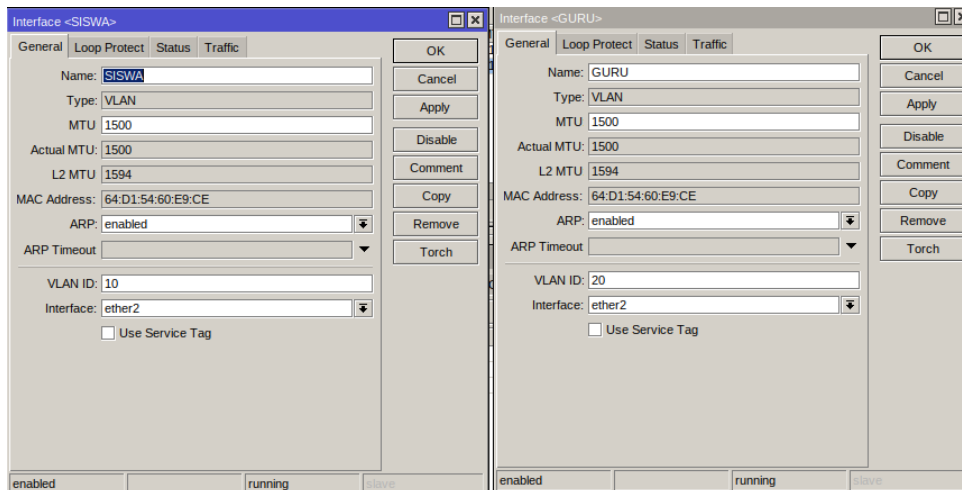 Interface <SISWA>
General Loop Protect Status Traffic
Name: SISWA
Type: VLAN
MTU 1500
Actual MTU: 1500
L2 MTU 1594
MAC Address: 64:D1:54:60:E9:CE
ARP: enabled
ARP Timeout
VLAN ID: 10
Interface: ether2
Use Service Tag
OK
Cancel
Apply
Disable
Comment
Copy
Remove
Torch
enabled running slave
Interface <GURU>
General Loop Protect Status Traffic
Name: GURU
Type: VLAN
MTU 1500
Actual MTU: 1500
L2 MTU 1594
MAC Address: 64:D1:54:60:E9:CE
ARP: enabled
ARP Timeout
VLAN ID: 20
Interface: ether2
Use Service Tag
OK
Cancel
Apply
Disable
Comment
Copy
Remove
Torch
enabled running slave